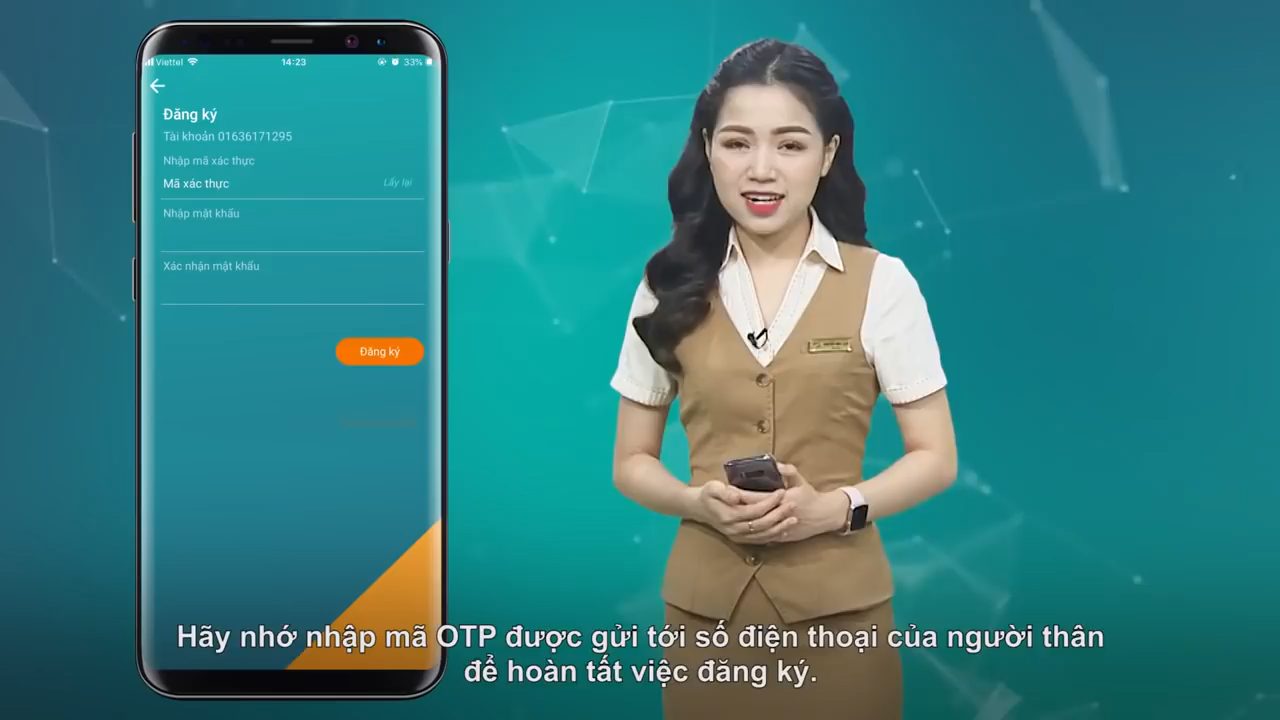 Viettel 14:23 33%
Đăng ký
Tài khoản 01636171295
Nhập mã xác thực
Mã xác thực Lấy lại
Nhập mật khẩu
Xác nhận mật khẩu
Đăng ký
Hãy nhớ nhập mã OTP được gửi tới số điện thoại của người thân
để hoàn tất việc đăng ký.